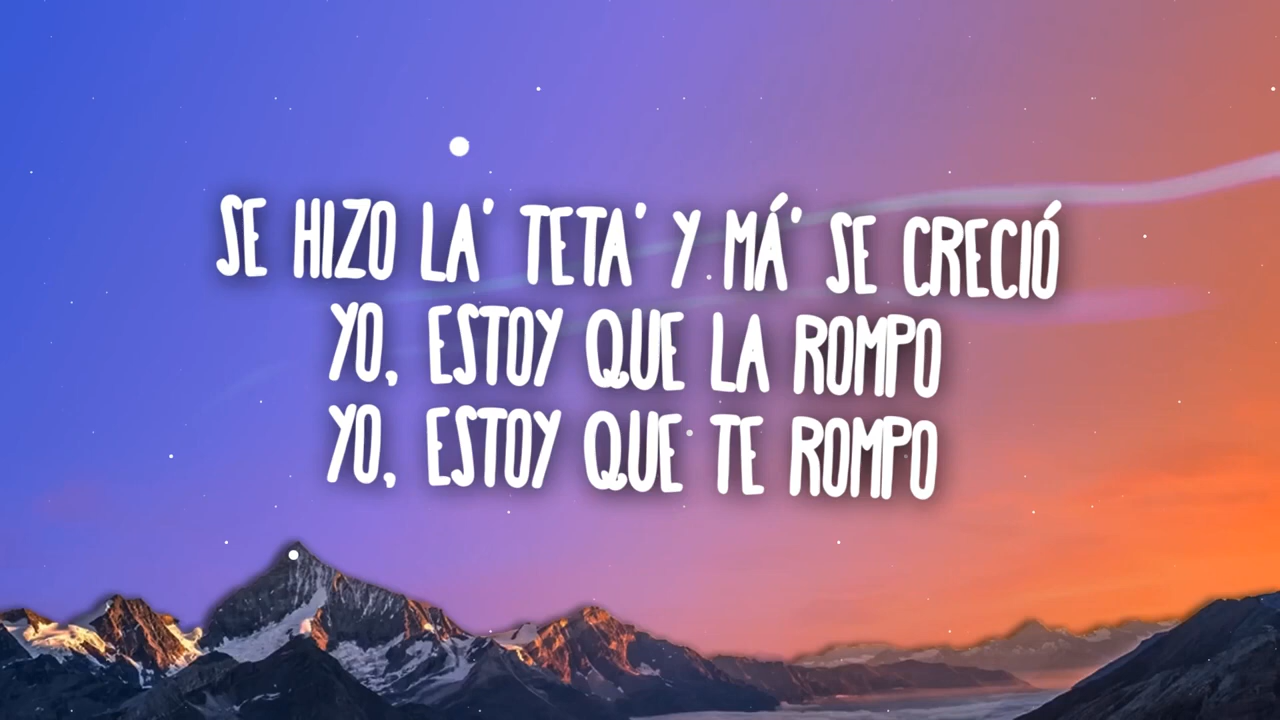 SE HIZO LA' TETA' Y MÁ' SE CRECIÓ
YO, ESTOY QUE LA ROMPO
YO, ESTOY QUE TE ROMPO